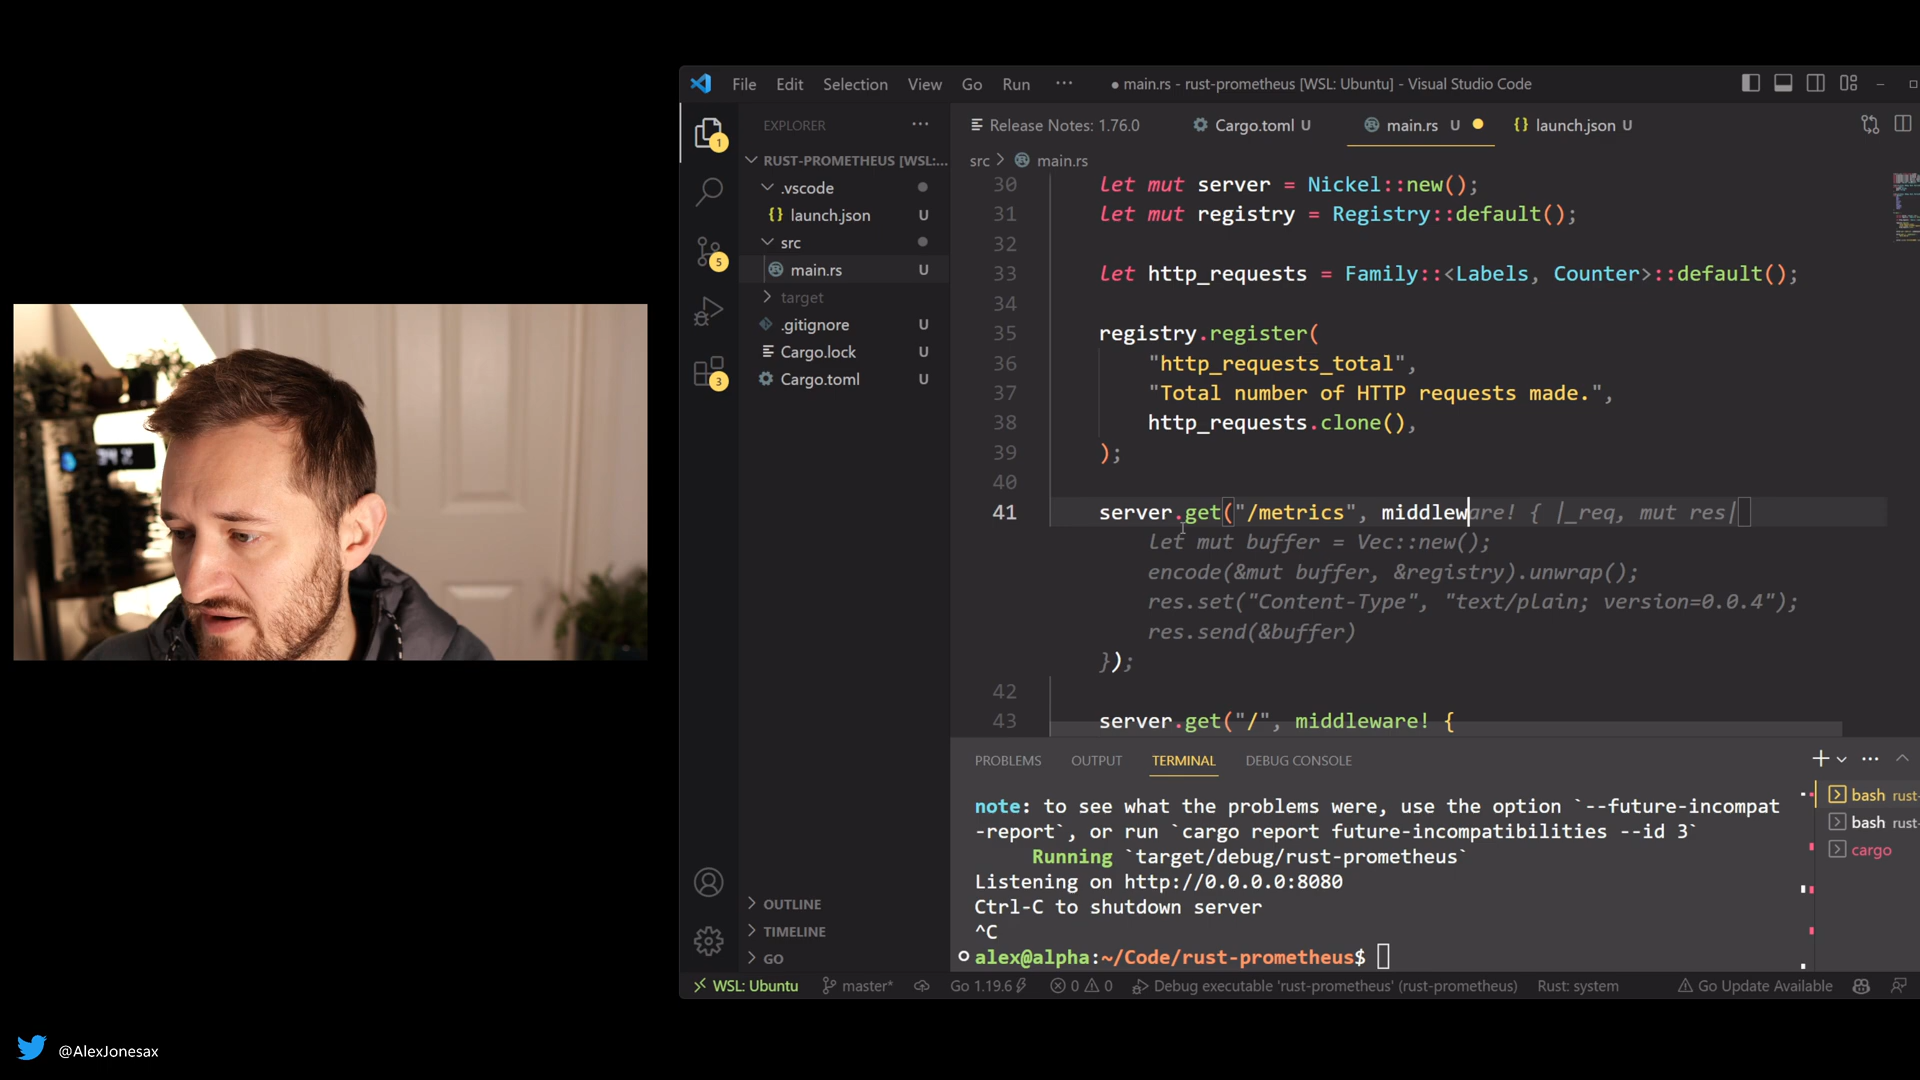 File Edit Selection View Go Run ··· ● main.rs - rust-prometheus [WSL: Ubuntu] - Visual Studio Code
EXPLORER ···
Release Notes: 1.76.0 Cargo.toml U main.rs U ● {} launch.json U
RUST-PROMETHEUS [WSL:...
src > main.rs
.vscode
{} launch.json U
src
main.rs U
target
.gitignore U
Cargo.lock U
Cargo.toml U
1
5
3
30 let mut server = Nickel::new();
31 let mut registry = Registry::default();
32
33 let http_requests = Family::<Labels, Counter>::default();
34
35 registry.register(
36 "http_requests_total",
37 "Total number of HTTP requests made.",
38 http_requests.clone(),
39 );
40
41 server.get("/metrics", middleware! { |_req, mut res|
let mut buffer = Vec::new();
encode(&mut buffer, &registry).unwrap();
res.set("Content-Type", "text/plain; version=0.0.4");
res.send(&buffer)
});
42
43 server.get("/", middleware! {
PROBLEMS OUTPUT TERMINAL DEBUG CONSOLE
note: to see what the problems were, use the option `--future-incompat
-report`, or run `cargo report future-incompatibilities --id 3`
Running `target/debug/rust-prometheus`
Listening on http://0.0.0.0:8080
Ctrl-C to shutdown server
^C
alex@alpha:~/Code/rust-prometheus$
bash rust-
bash rust-
cargo
OUTLINE
TIMELINE
GO
WSL: Ubuntu master* Go 1.19.6 0 0 Debug executable 'rust-prometheus' (rust-prometheus) Rust: system Go Update Available
@AlexJonesax